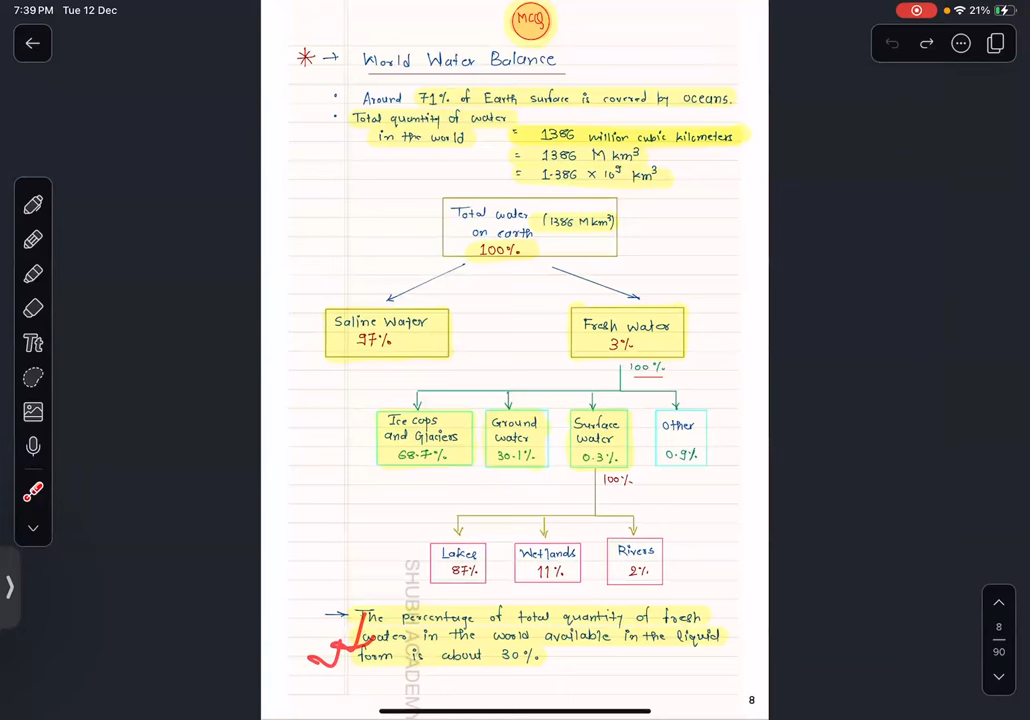 7:39 PM Tue 12 Dec
21%
MCQ
* → World Water Balance
• Around 71% of Earth surface is covered by oceans.
• Total quantity of water in the world = 1386 million cubic kilometers
= 1386 M km³
= 1.386 × 10⁹ km³
Total water (1386 M km³)
on earth
100%
Saline Water
97%
Fresh Water
3%
100%
Ice caps and Glaciers
68.7%
Ground water
30.1%
Surface water
0.3%
Other
0.9%
100%
Lakes
87%
Wetlands
11%
Rivers
2%
→ The percentage of total quantity of fresh
water in the world available in the liquid
form is about 30%.
SHUBH ACADEMY
8
Tt
8
90